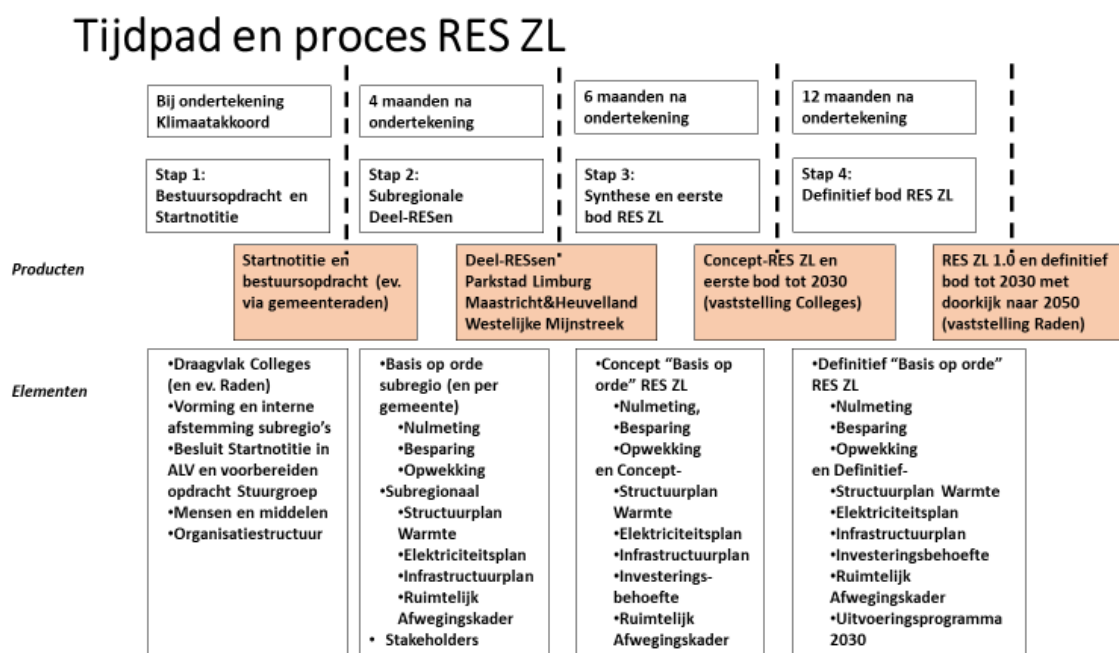 Tijdpad en proces RES ZL
Bij ondertekening
Klimaatakkoord
4 maanden na
ondertekening
6 maanden na
ondertekening
12 maanden na
ondertekening
Stap 1:
Bestuursopdracht en
Startnotitie
Stap 2:
Subregionale
Deel-RESen
Stap 3:
Synthese en eerste
bod RES ZL
Stap 4:
Definitief bod RES ZL
Producten
Startnotitie en
bestuursopdracht (ev.
via gemeenteraden)
Deel-RESsen
Parkstad Limburg
Maastricht&Heuvelland
Westelijke Mijnstreek
Concept-RES ZL en
eerste bod tot 2030
(vaststelling Colleges)
RES ZL 1.0 en definitief
bod tot 2030 met
doorkijk naar 2050
(vaststelling Raden)
Elementen
•Draagvlak Colleges
(en ev. Raden)
•Vorming en interne
afstemming subregio's
•Besluit Startnotitie in
ALV en voorbereiden
opdracht Stuurgroep
•Mensen en middelen
•Organisatiestructuur
•Basis op orde
subregio (en per
gemeente)
•Nulmeting
•Besparing
•Opwekking
•Subregionaal
•Structuurplan
Warmte
•Elektriciteitsplan
•Infrastructuurplan
•Ruimtelijk
Afwegingskader
• Stakeholders
•Concept "Basis op
orde" RES ZL
•Nulmeting,
•Besparing
•Opwekking
en Concept-
•Structuurplan
Warmte
•Elektriciteitsplan
•Infrastructuurplan
•Investerings-
behoefte
•Ruimtelijk
Afwegingskader
•Definitief "Basis op orde"
RES ZL
•Nulmeting
•Besparing
•Opwekking
en Definitief-
•Structuurplan Warmte
•Elektriciteitsplan
•Infrastructuurplan
•Investeringsbehoefte
•Ruimtelijk
Afwegingskader
•Uitvoeringsprogramma
2030